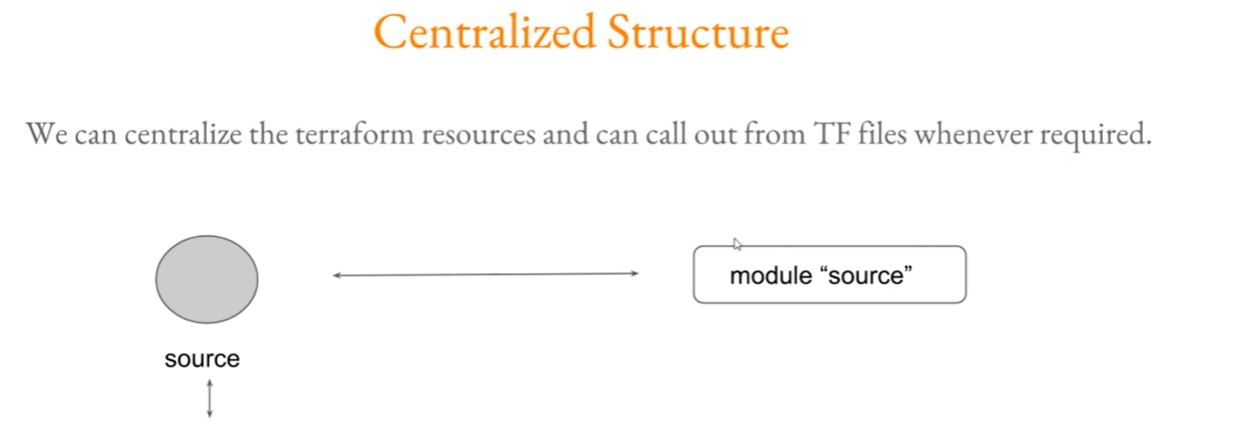 Centralized Structure
We can centralize the terraform resources and can call out from TF files whenever required.
module “source”
source